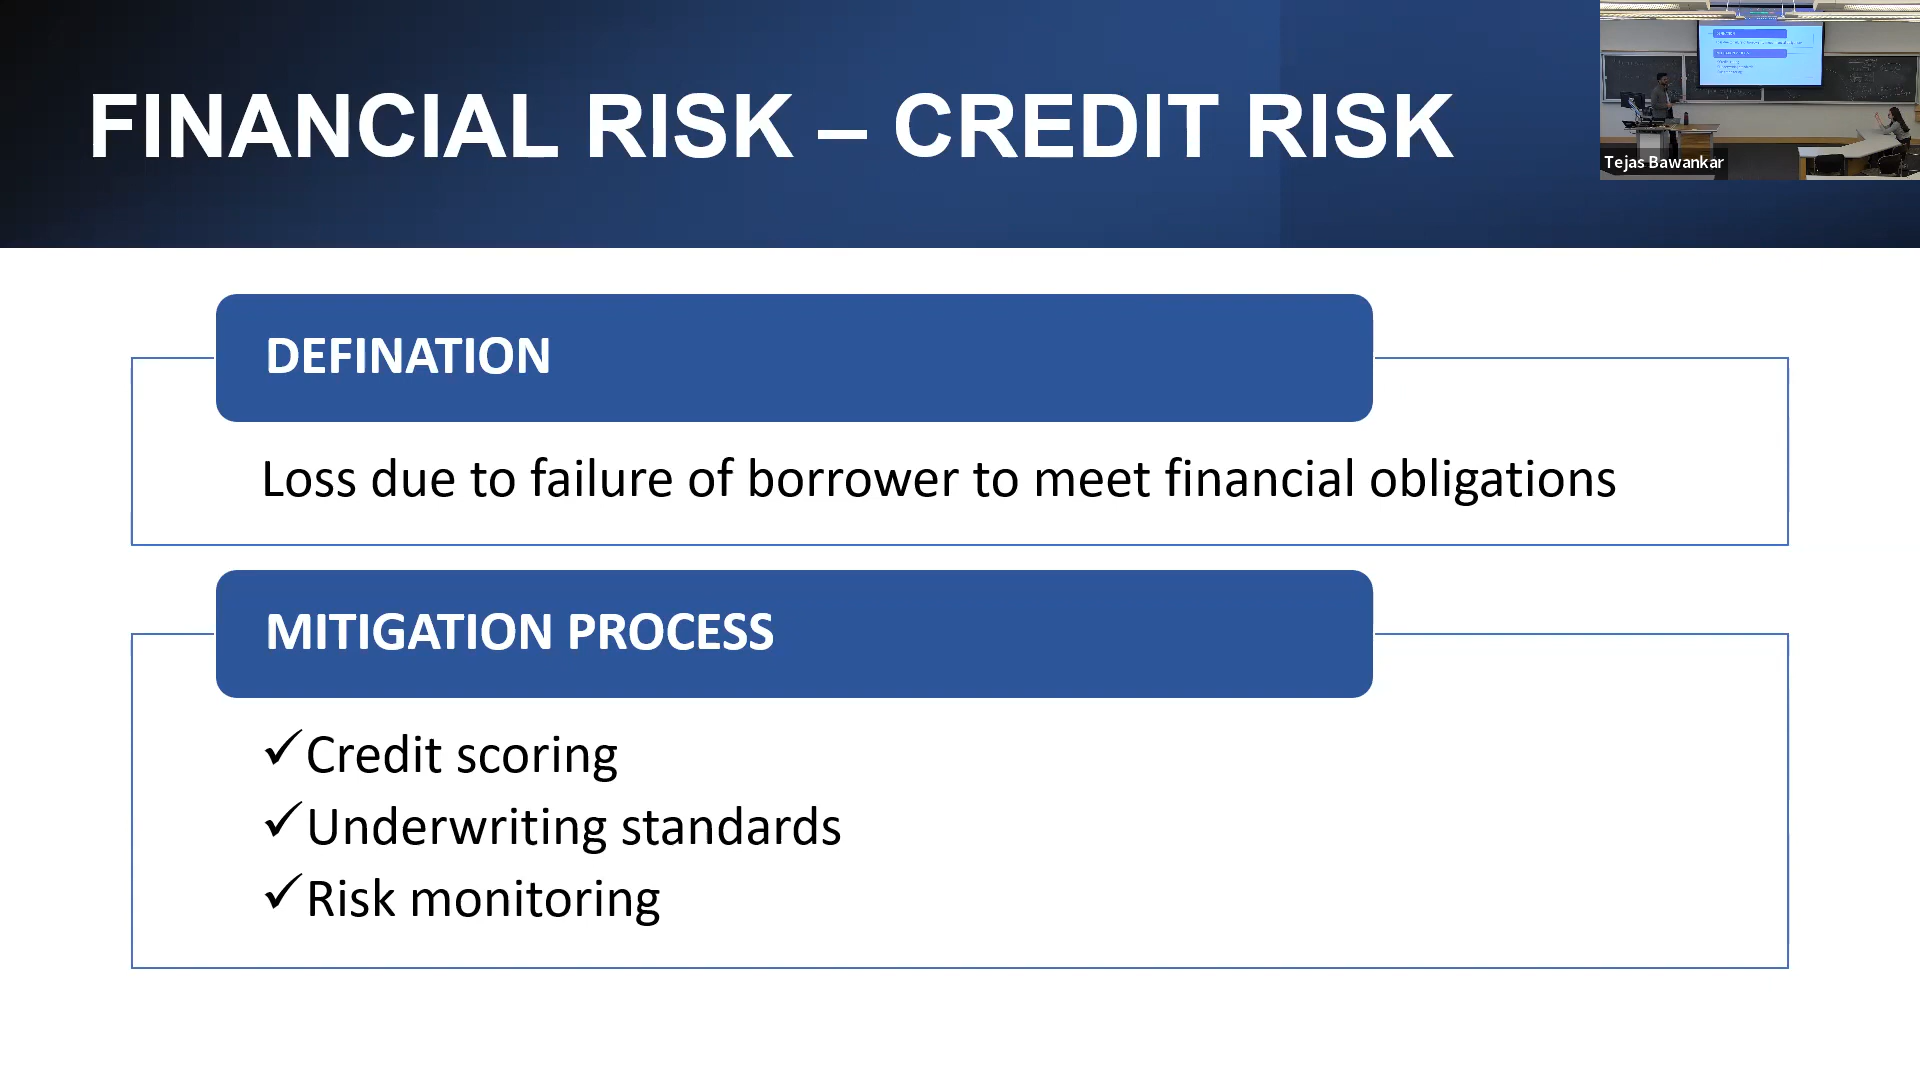 FINANCIAL RISK – CREDIT RISK
Tejas Bawankar
DEFINATION
Loss due to failure of borrower to meet financial obligations
MITIGATION PROCESS
✓Credit scoring
✓Underwriting standards
✓Risk monitoring